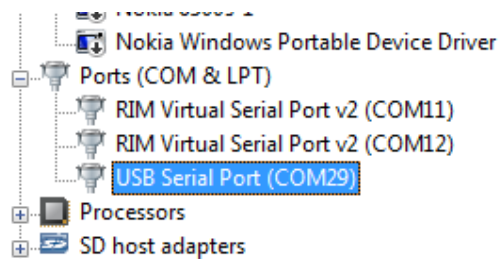 Nokia Windows Portable Device Driver
Ports (COM & LPT)
RIM Virtual Serial Port v2 (COM11)
RIM Virtual Serial Port v2 (COM12)
USB Serial Port (COM29)
Processors
SD host adapters